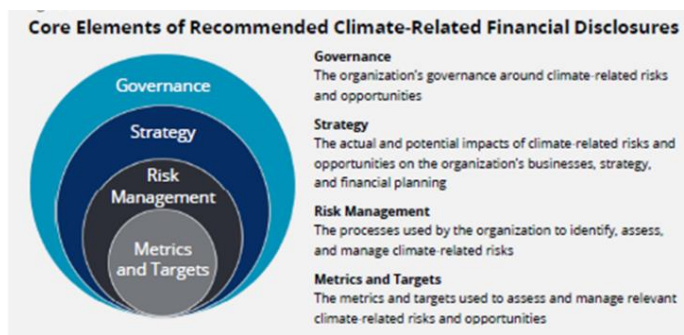 Core Elements of Recommended Climate-Related Financial Disclosures
Governance
Strategy
Risk
Management
Metrics
and Targets
Governance
The organization's governance around climate-related risks
and opportunities
Strategy
The actual and potential impacts of climate-related risks and
opportunities on the organization's businesses, strategy,
and financial planning
Risk Management
The processes used by the organization to identify, assess,
and manage climate-related risks
Metrics and Targets
The metrics and targets used to assess and manage relevant
climate-related risks and opportunities